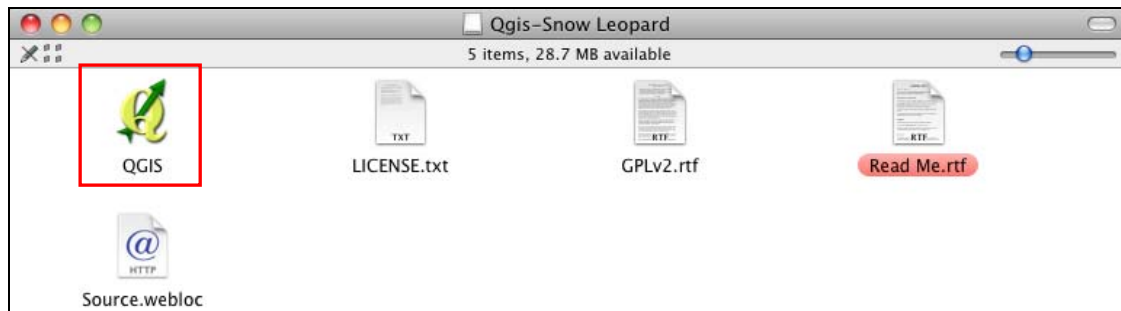 Qgis-Snow Leopard
5 items, 28.7 MB available
QGIS
TXT
LICENSE.txt
RTF
GPLv2.rtf
RTF
Read Me.rtf
@
HTTP
Source.webloc